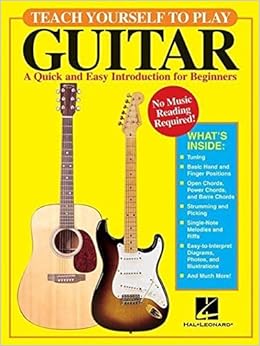 TEACH YOURSELF TO PLAY
GUITAR
A Quick and Easy Introduction for Beginners
No Music
Reading
Required!
WHAT'S
INSIDE:
• Tuning
• Basic Hand and
Finger Positions
• Open Chords,
Power Chords,
and Barre Chords
• Strumming and
Picking
• Single-Note
Melodies and
Riffs
• Easy-to-Interpret
Diagrams,
Photos, and
Illustrations
• And Much More!
HAL•LEONARD®